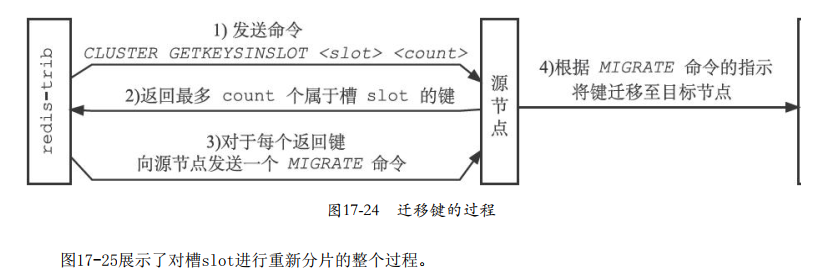 redis-trib
1) 发送命令
CLUSTER GETKEYSINSLOT <slot> <count>
2)返回最多 count 个属于槽 slot 的键
3)对于每个返回键
向源节点发送一个 MIGRATE 命令
源节点
4)根据 MIGRATE 命令的指示
将键迁移至目标节点
图17-24 迁移键的过程
图17-25展示了对槽slot进行重新分片的整个过程。